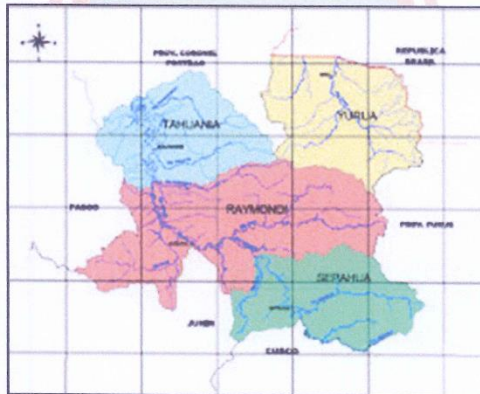 PROV. CORONEL
PORTILLO
REPUBLICA
BRASIL
YURUA
TAHUANIA
RAYMONDI
PASCO
PROV. PURUS
SEPAHUA
JUNIN
CUSCO